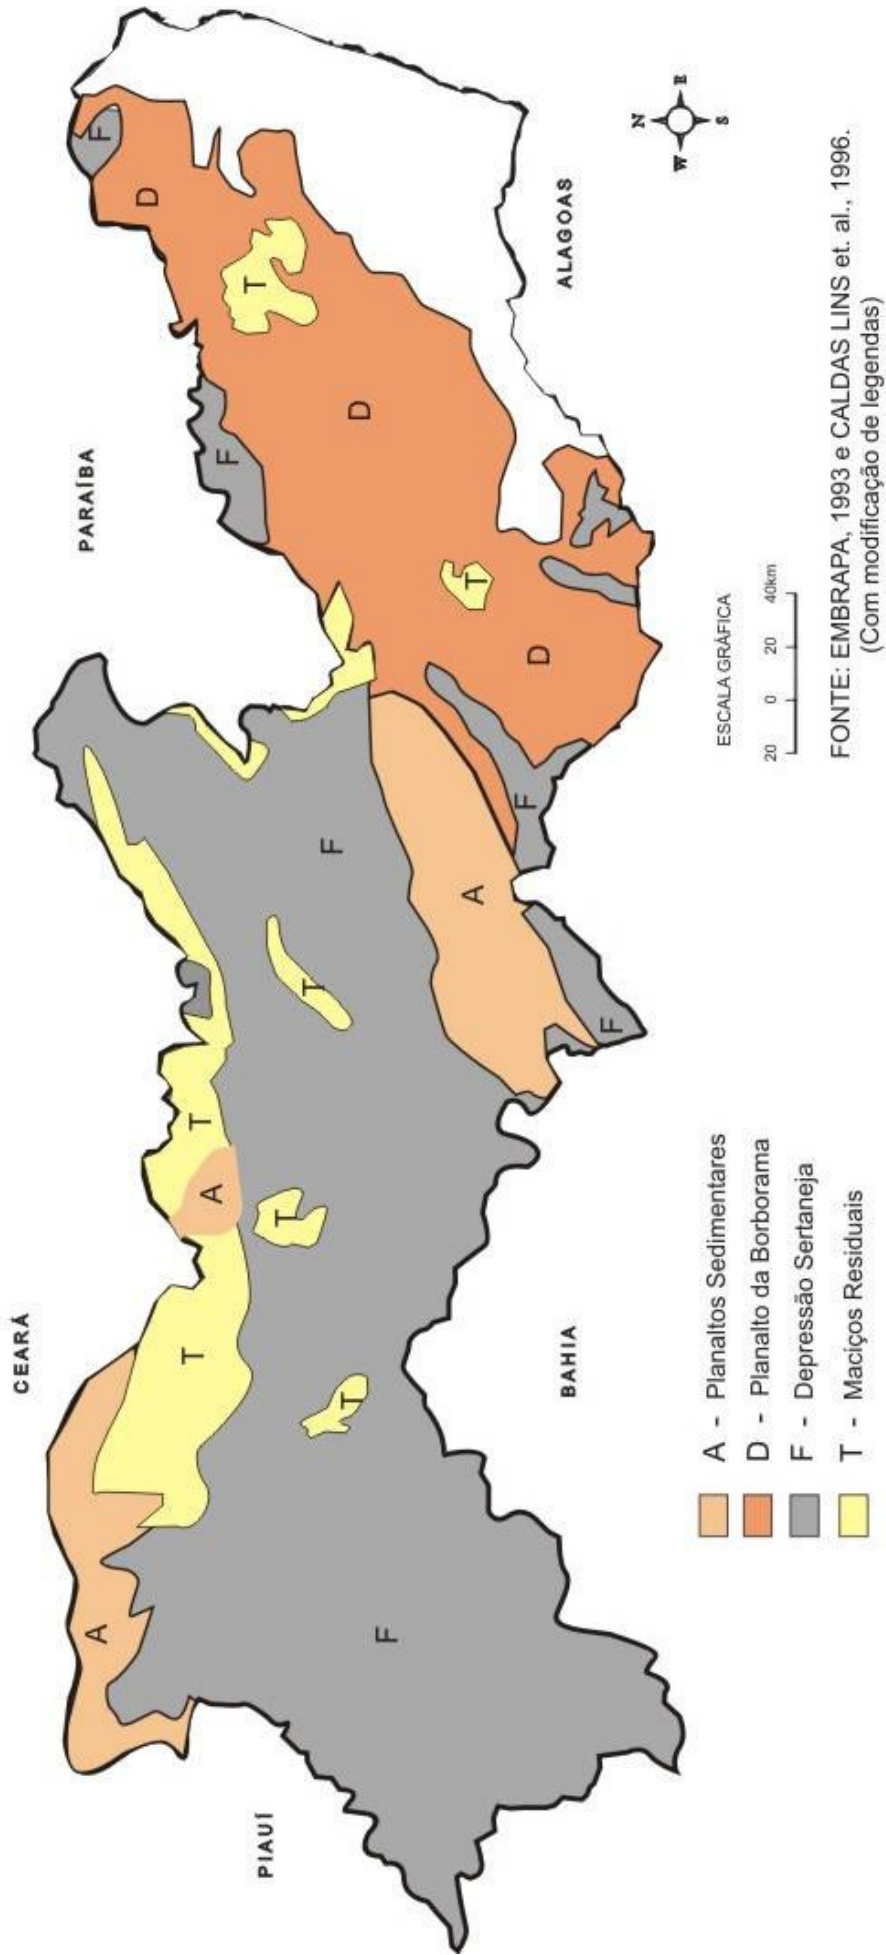 CEARÁ
PARAÍBA
PIAUÍ
BAHIA
ALAGOAS
F
D
T
D
F
T
D
F
F
A
F
T
T
A
T
T
T
A
F
N
E
S
W
ESCALA GRÁFICA
20 0 20 40km
A - Planaltos Sedimentares
D - Planalto da Borborama
F - Depressão Sertaneja
T - Maciços Residuais
FONTE: EMBRAPA, 1993 e CALDAS LINS et. al., 1996.
(Com modificação de legendas)